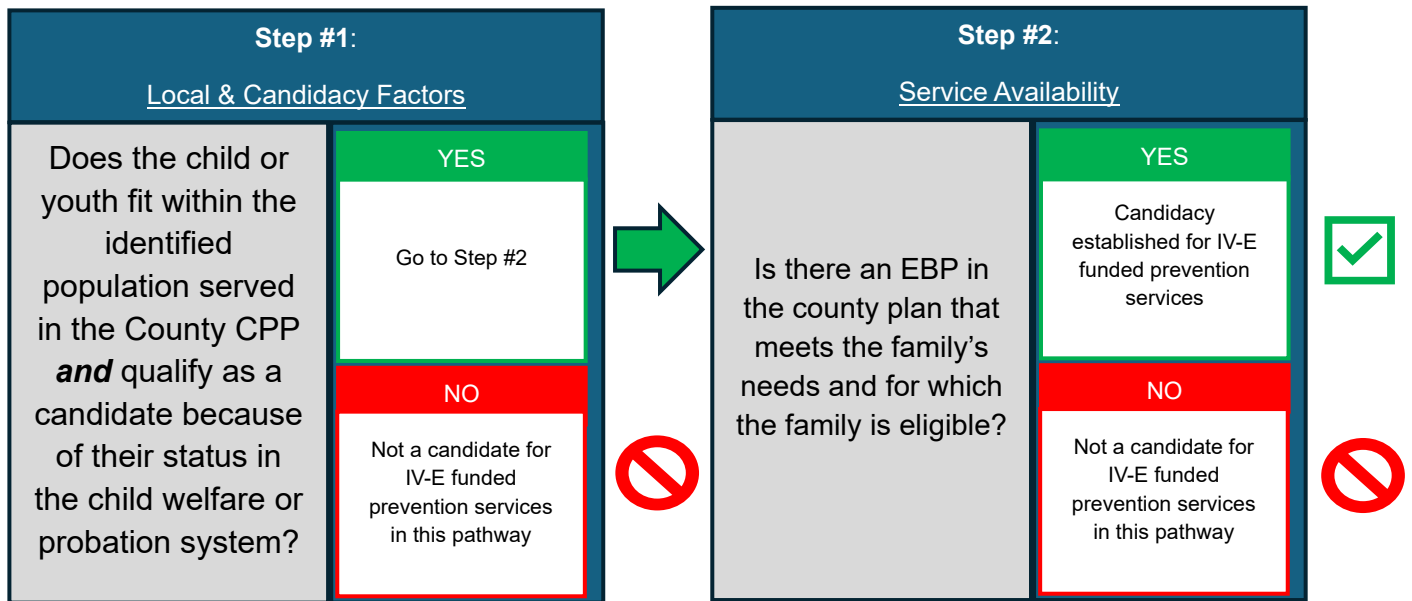 Step #1:
Local & Candidacy Factors
Does the child or
youth fit within the
identified
population served
in the County CPP
and qualify as a
candidate because
of their status in
the child welfare or
probation system?
YES
Go to Step #2
NO
Not a candidate for
IV-E funded
prevention services
in this pathway
Step #2:
Service Availability
Is there an EBP in
the county plan that
meets the family’s
needs and for which
the family is eligible?
YES
Candidacy
established for IV-E
funded prevention
services
NO
Not a candidate for
IV-E funded
prevention services
in this pathway